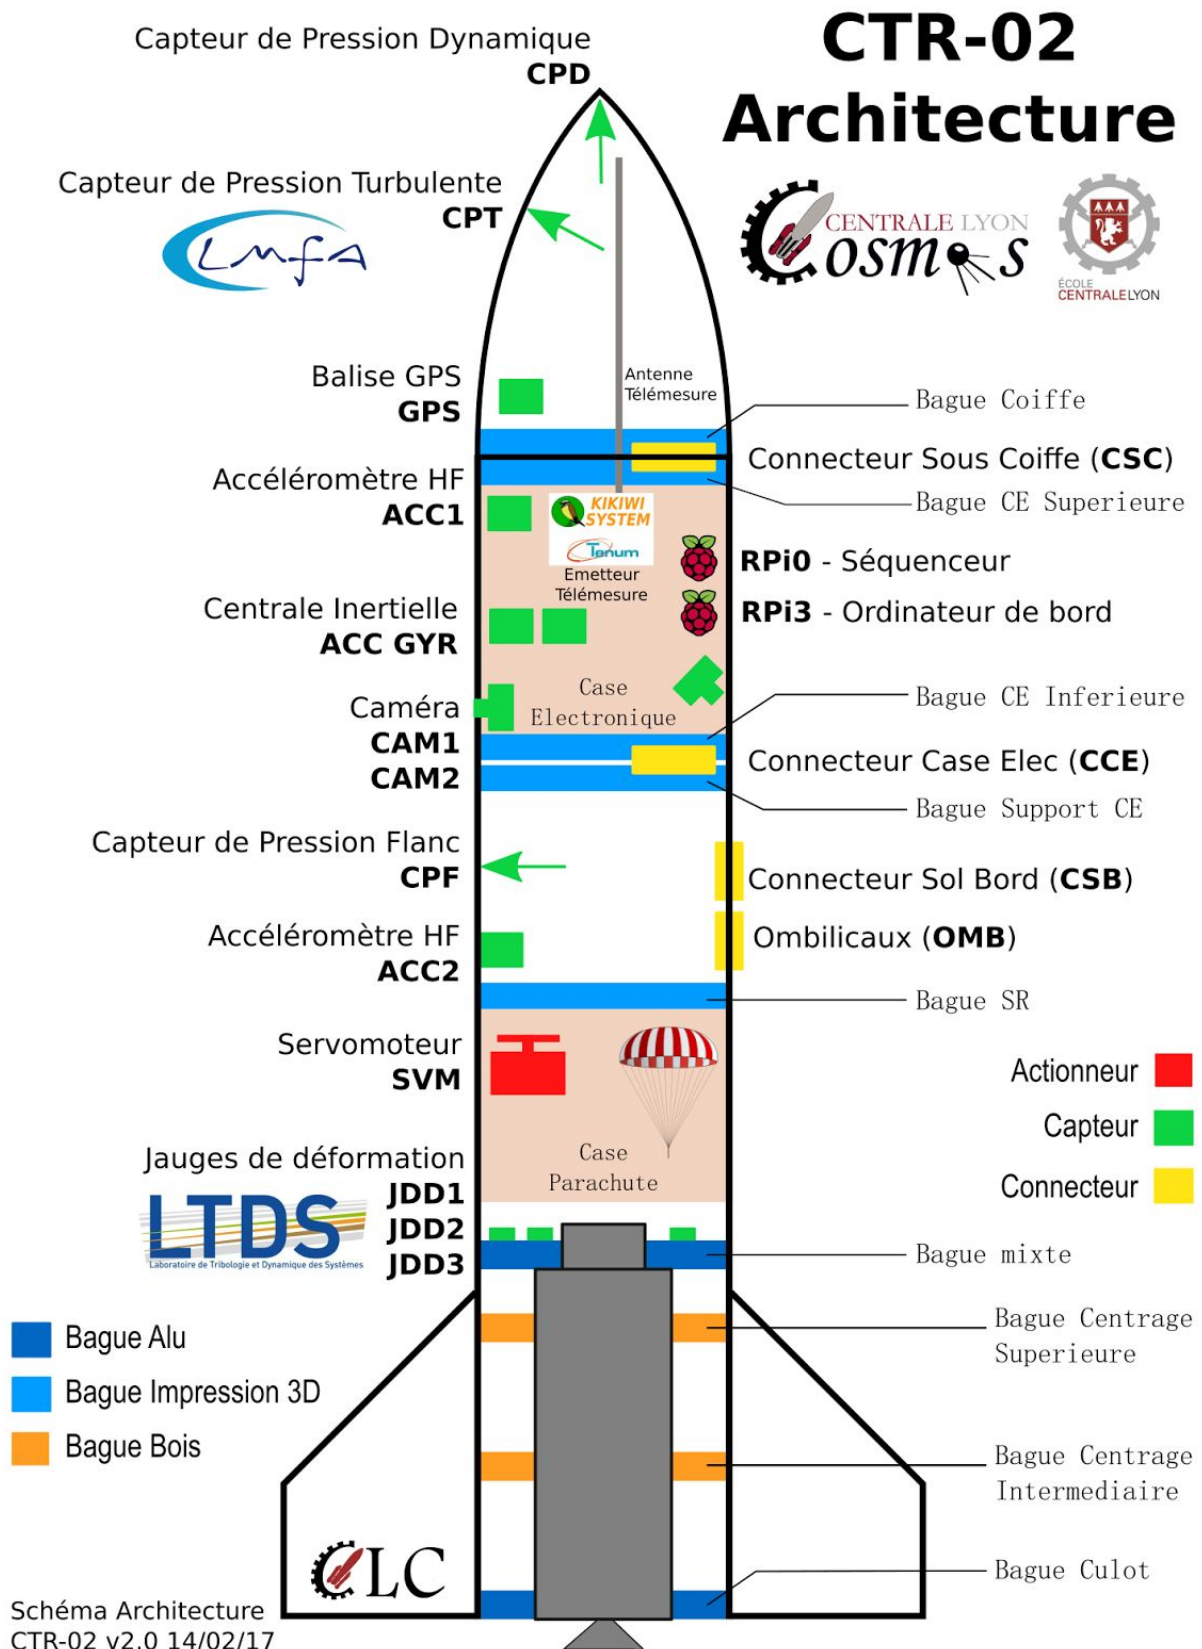 CTR-02
Architecture
Capteur de Pression Dynamique
CPD
Capteur de Pression Turbulente
CPT
LMFA
CENTRALE LYON
Cosmos
ÉCOLE
CENTRALELYON
Balise GPS
GPS
Antenne
Télémesure
Bague Coiffe
Connecteur Sous Coiffe (CSC)
Bague CE Superieure
Accéléromètre HF
ACC1
KIKIWI
SYSTEM
Tenum
Emetteur
Télémesure
RPi0 - Séquenceur
RPi3 - Ordinateur de bord
Centrale Inertielle
ACC GYR
Case
Electronique
Caméra
CAM1
CAM2
Bague CE Inferieure
Connecteur Case Elec (CCE)
Bague Support CE
Capteur de Pression Flanc
CPF
Connecteur Sol Bord (CSB)
Accéléromètre HF
ACC2
Ombilicaux (OMB)
Bague SR
Servomoteur
SVM
Case
Parachute
Actionneur
Capteur
Connecteur
Jauges de déformation
JDD1
JDD2
JDD3
LTDS
Laboratoire de Tribologie et Dynamique des Systèmes
Bague mixte
Bague Centrage
Superieure
Bague Centrage
Intermediaire
Bague Culot
Bague Alu
Bague Impression 3D
Bague Bois
CLC
Schéma Architecture
CTR-02 v2.0 14/02/17